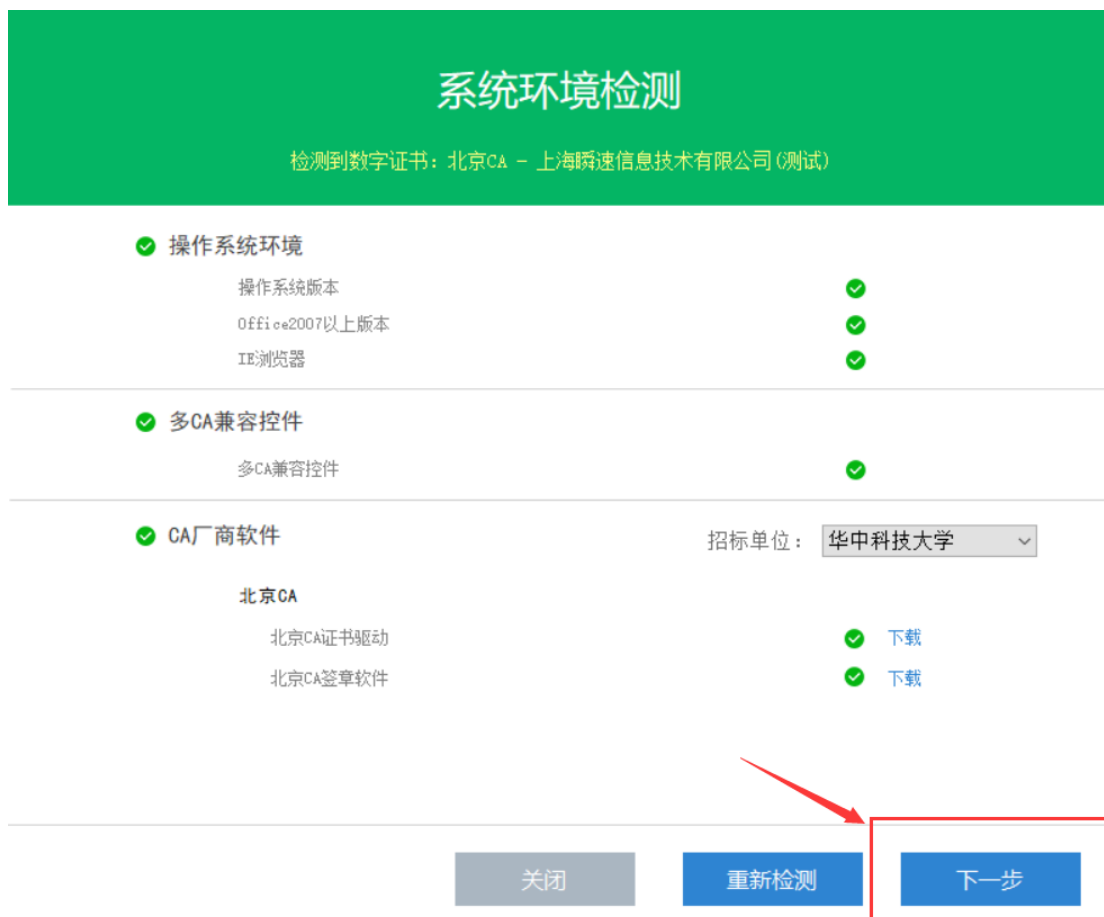 系统环境检测
检测到数字证书：北京CA - 上海瞬速信息技术有限公司(测试)
操作系统环境
操作系统版本
Office2007以上版本
IE浏览器
多CA兼容控件
多CA兼容控件
CA厂商软件 招标单位： 华中科技大学
北京CA
北京CA证书驱动 下载
北京CA签章软件 下载
关闭 重新检测 下一步